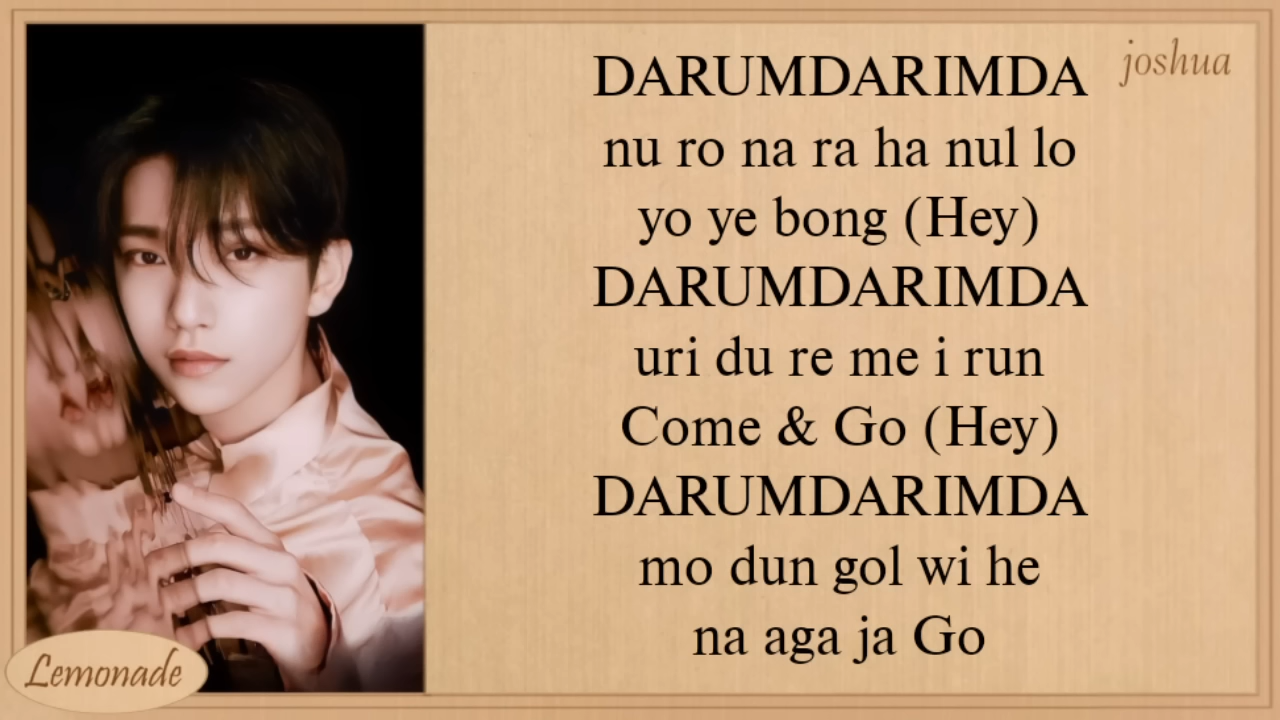 joshua
DARUMDARIMDA
nu ro na ra ha nul lo
yo ye bong (Hey)
DARUMDARIMDA
uri du re me i run
Come & Go (Hey)
DARUMDARIMDA
mo dun gol wi he
na aga ja Go
Lemonade